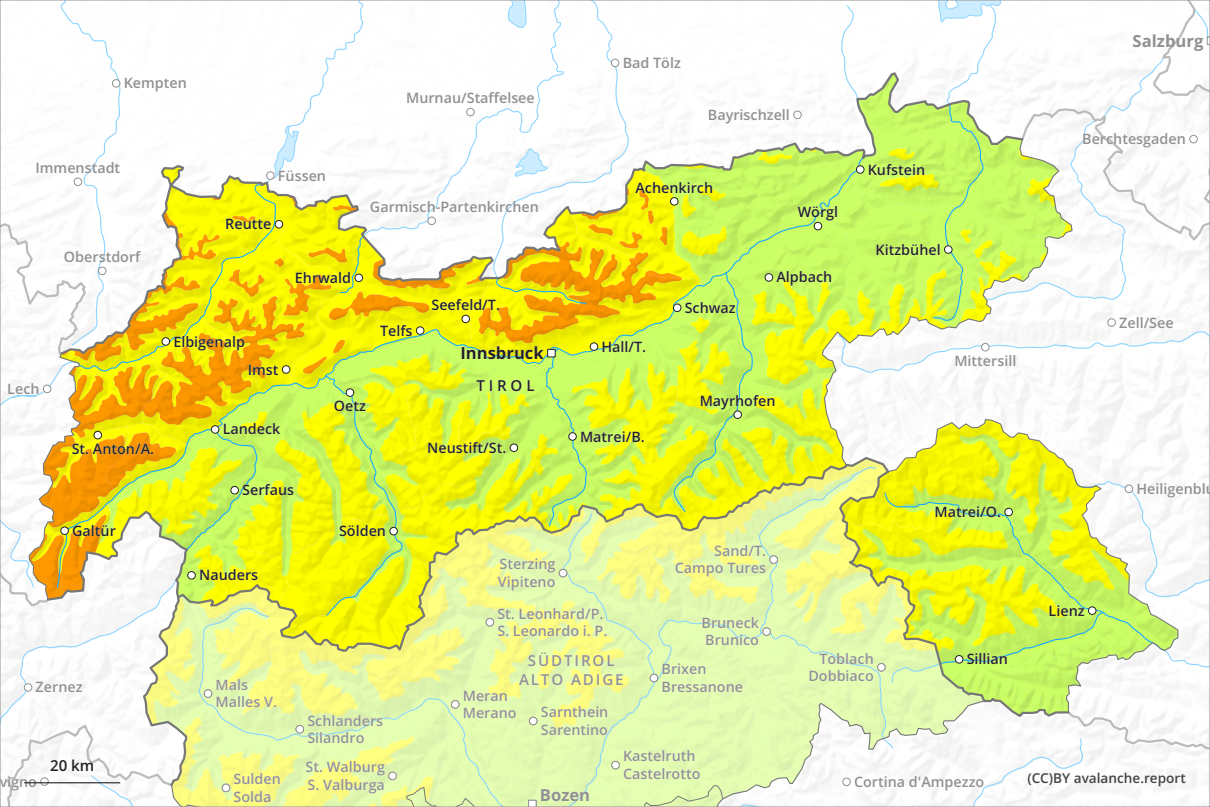 Salzburg
Bad Tölz
Kempten
Murnau/Staffelsee
Bayrischzell
Berchtesgaden
Immenstadt
Füssen
Kufstein
Achenkirch
Garmisch-Partenkirchen
Reutte
Wörgl
Kitzbühel
Oberstdorf
Ehrwald
Alpbach
Seefeld/T.
Schwaz
Zell/See
Telfs
Elbigenalp
Innsbruck
Hall/T.
Mittersill
Imst
TIROL
Lech
Oetz
Mayrhofen
Landeck
Matrei/B.
St. Anton/A.
Neustift/St.
Serfaus
Heiligenblu
Matrei/O.
Galtür
Sölden
Sand/T.
Campo Tures
Sterzing
Vipiteno
Nauders
Lienz
St. Leonhard/P.
S. Leonardo i. P.
Bruneck
Brunico
SÜDTIROL
ALTO ADIGE
Toblach
Dobbiaco
Sillian
Brixen
Bressanone
Zernez
Mals
Malles V.
Meran
Merano
Sarnthein
Sarentino
Schlanders
Silandro
Kastelruth
Castelrotto
20 km
St. Walburg
S. Valburga
Sulden
Solda
vigno
Cortina d'Ampezzo
(CC)BY avalanche.report
Bozen